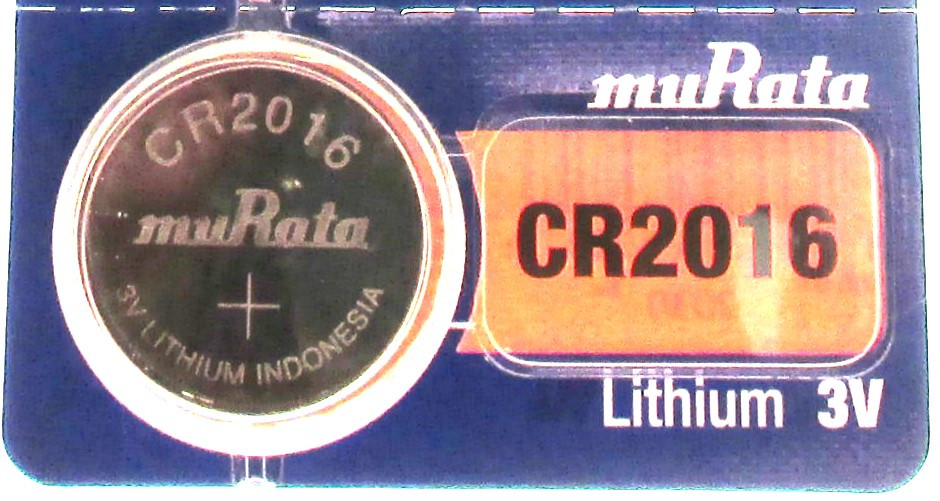 CR2016
muRata
+
3V LITHIUM INDONESIA
muRata
CR2016
Lithium 3V